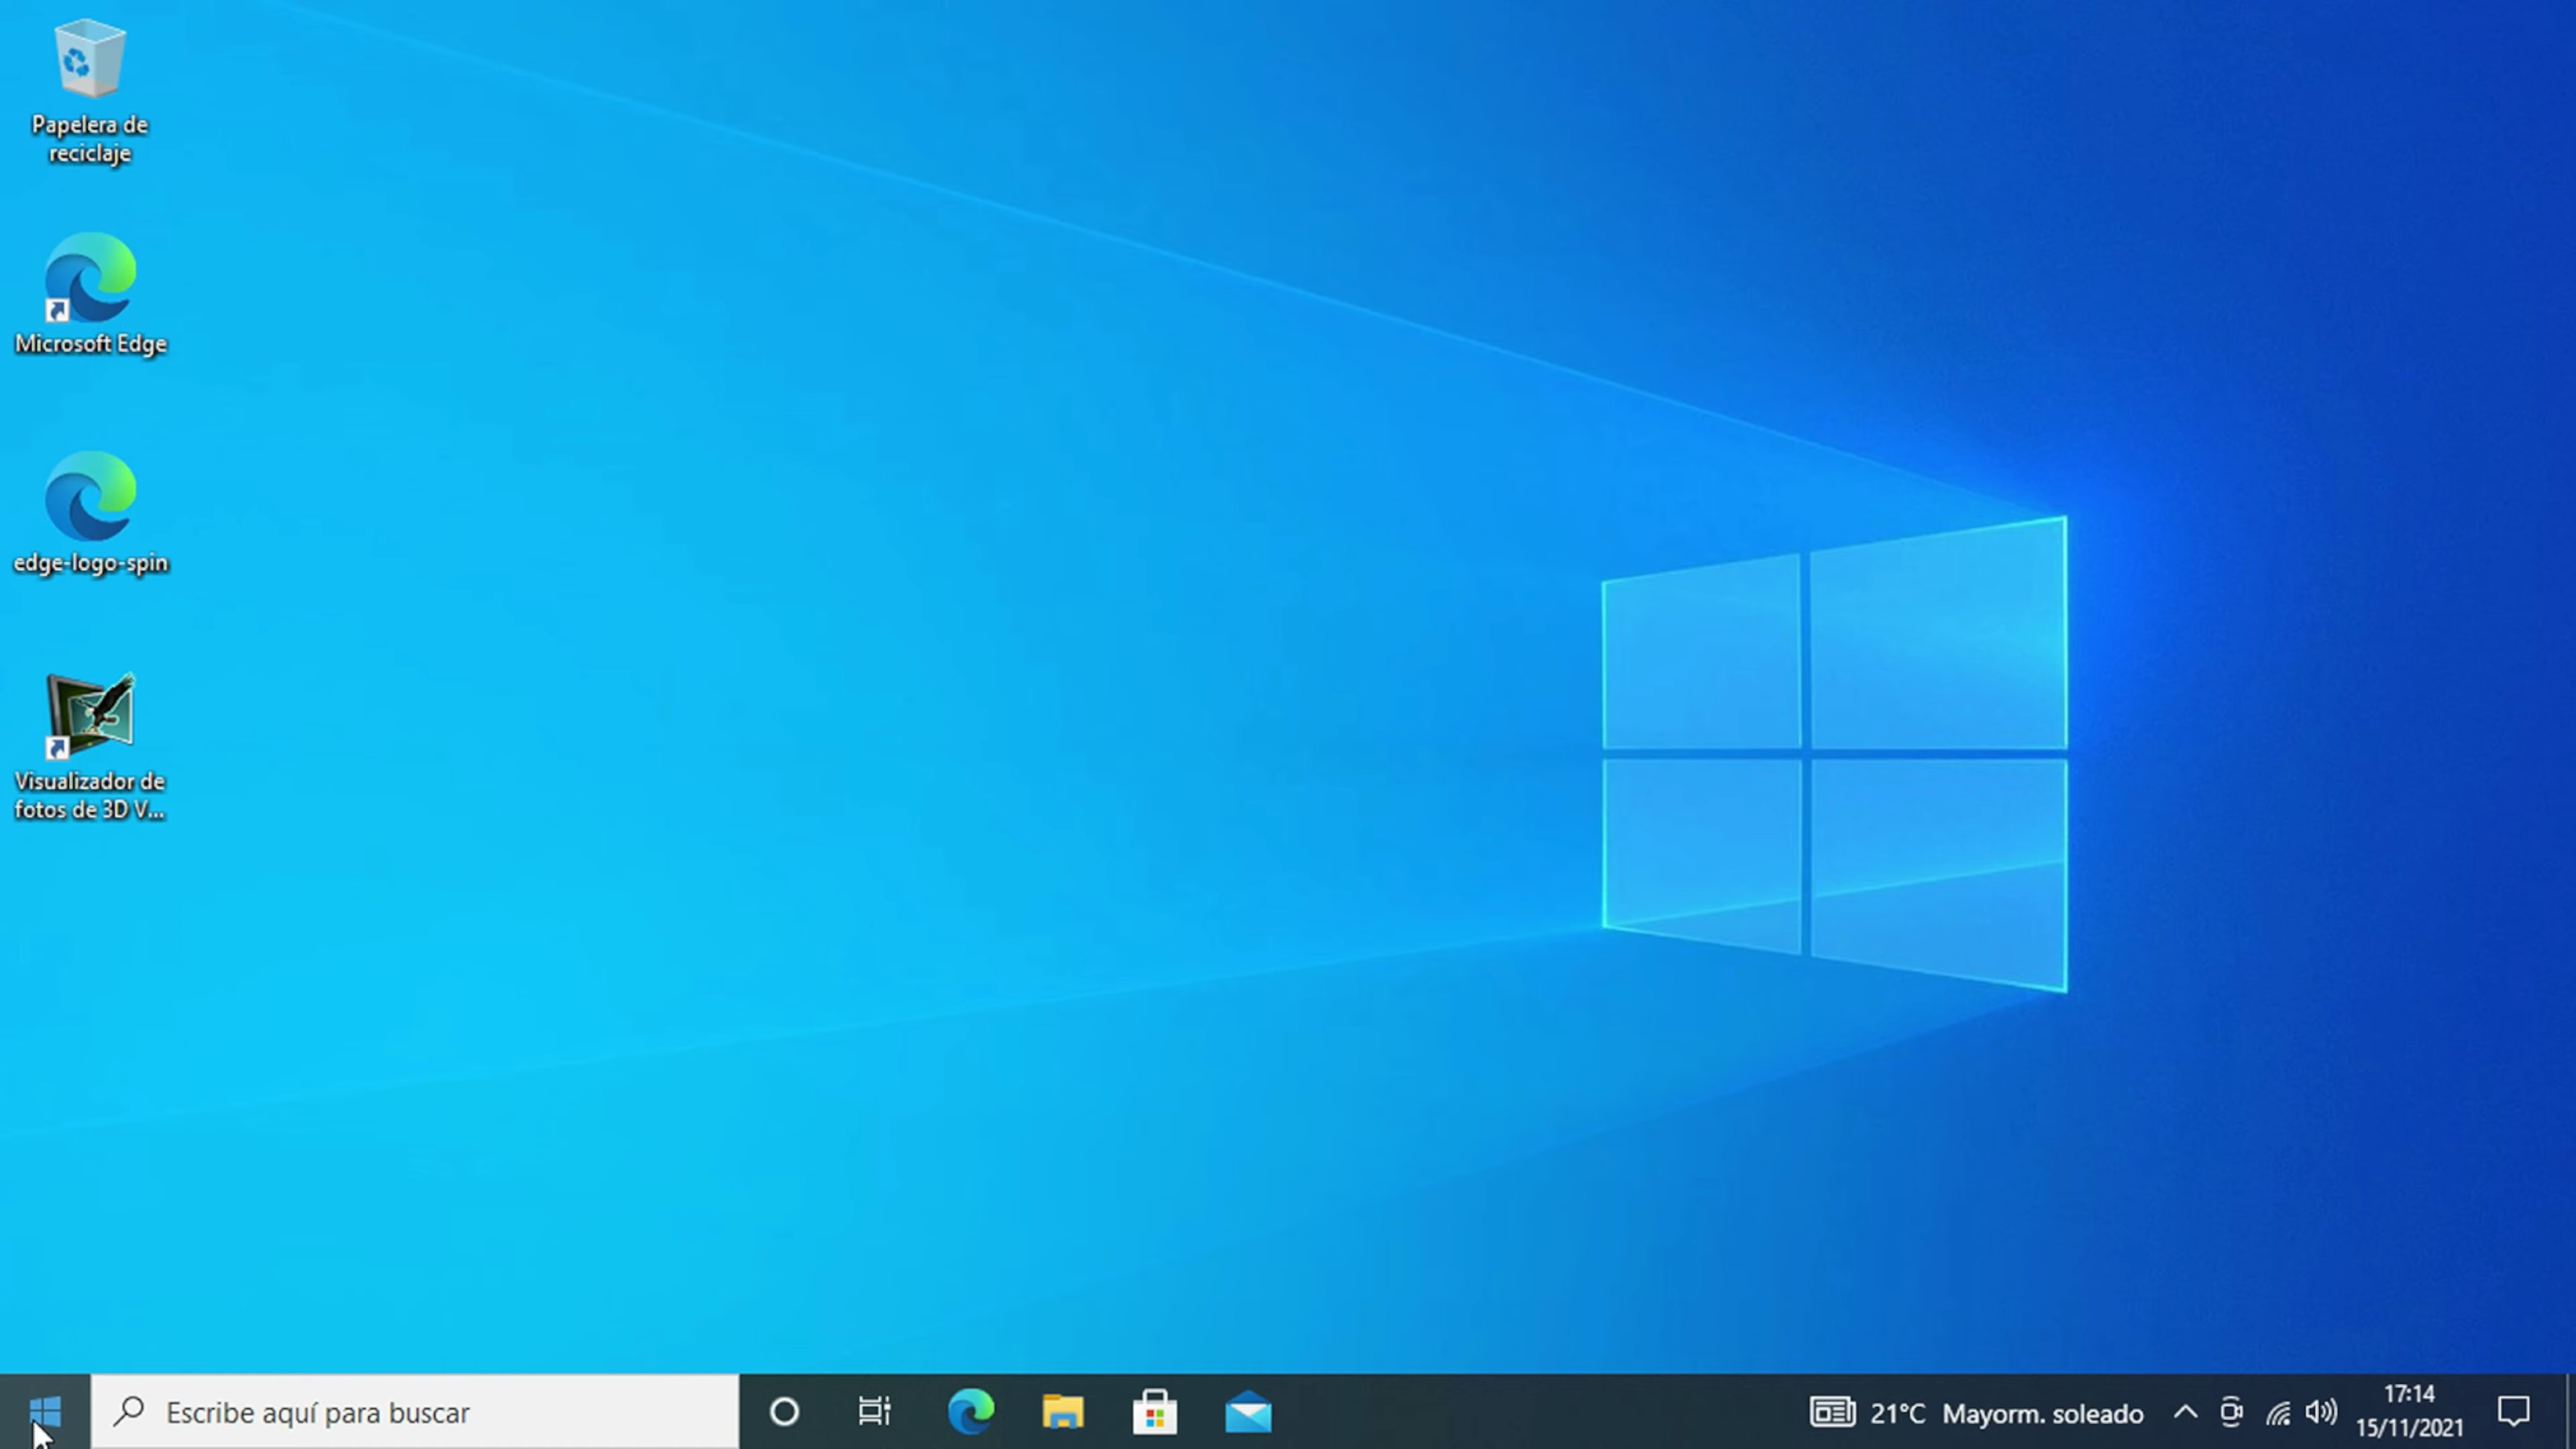 Papelera de
reciclaje
Microsoft Edge
edge-logo-spin
Visualizador de
fotos de 3D V...
Escribe aquí para buscar
21°C Mayorm. soleado
17:14
15/11/2021